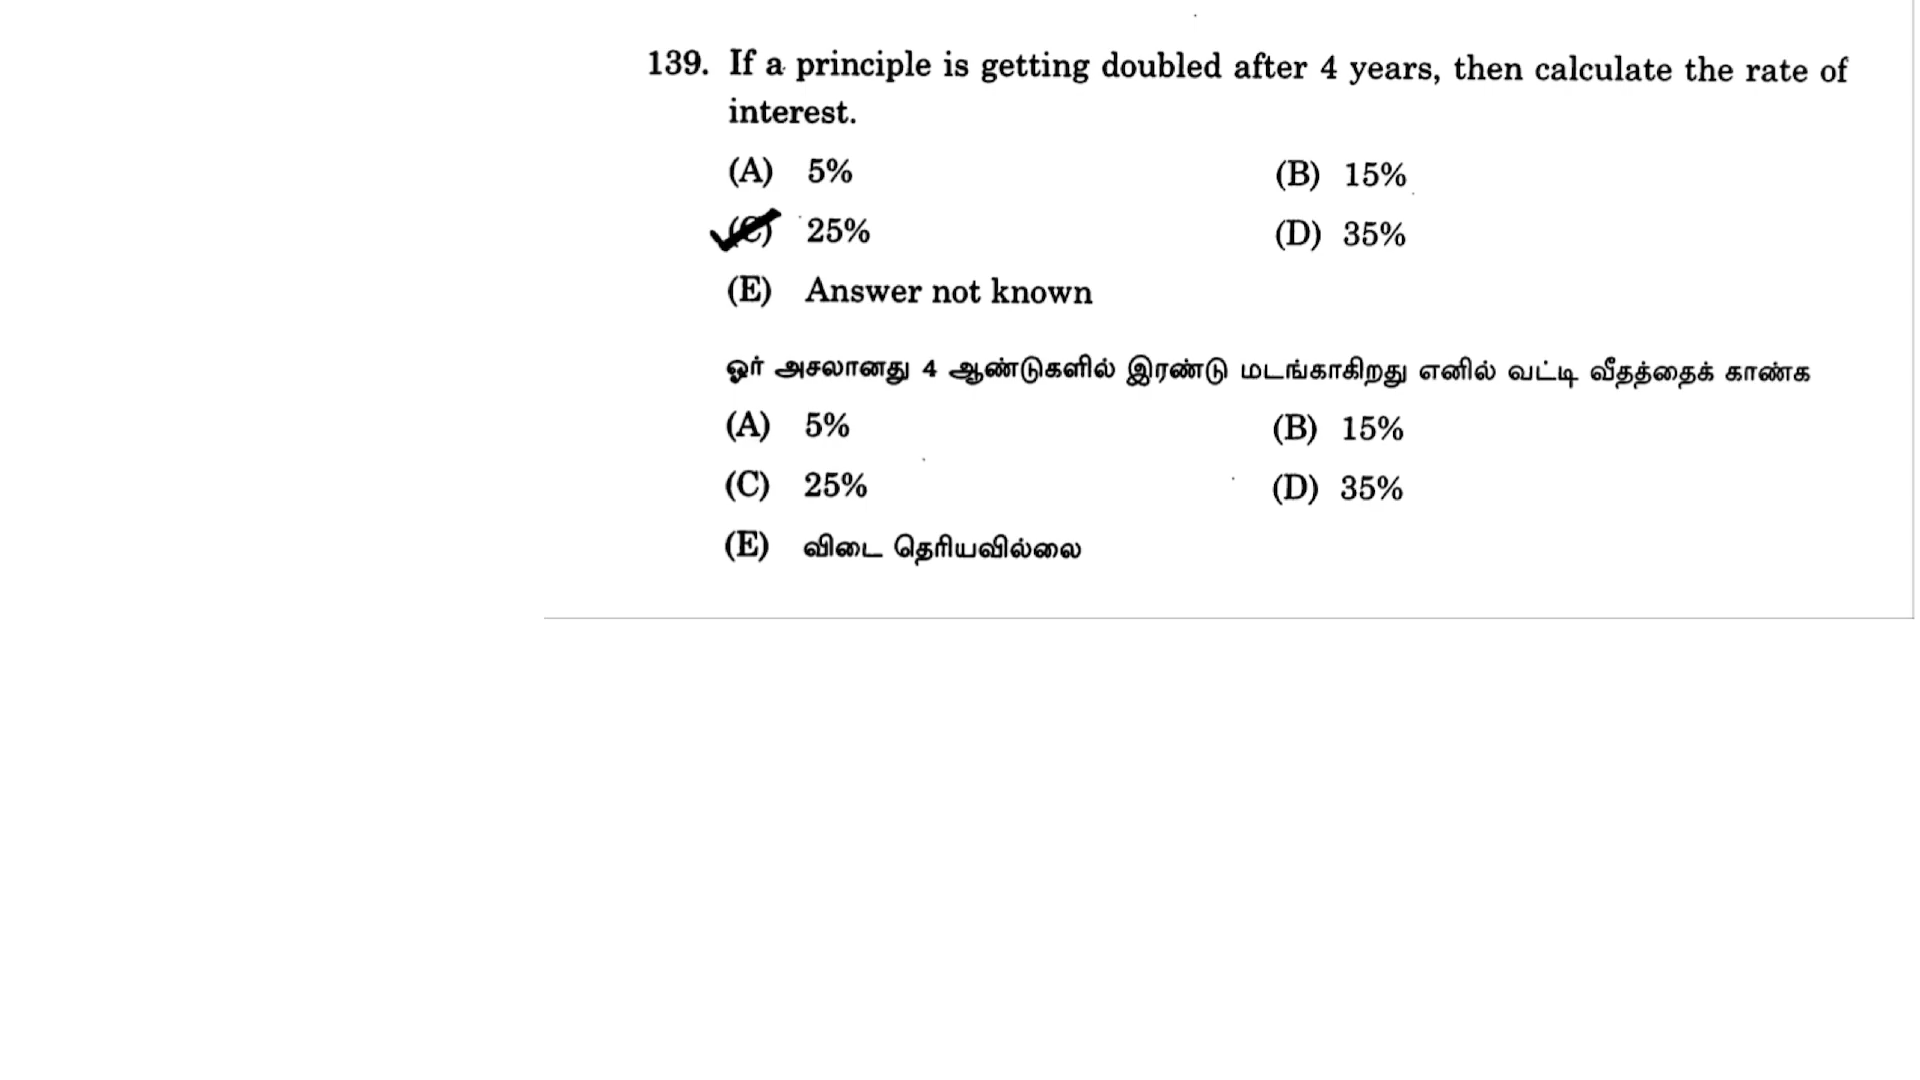 139. If a principle is getting doubled after 4 years, then calculate the rate of
interest.
(A) 5% (B) 15%
(C) 25% (D) 35%
(E) Answer not known
ஓர் அசலானது 4 ஆண்டுகளில் இரண்டு மடங்காகிறது எனில் வட்டி வீதத்தைக் காண்க
(A) 5% (B) 15%
(C) 25% (D) 35%
(E) விடை தெரியவில்லை